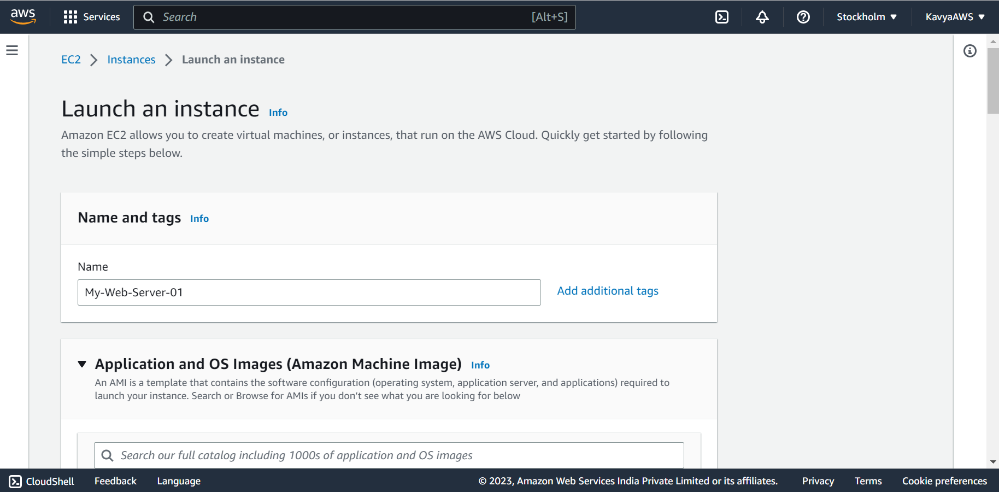 aws Services Search [Alt+S] Stockholm KavyaAWS
EC2 Instances Launch an instance
Launch an instance Info
Amazon EC2 allows you to create virtual machines, or instances, that run on the AWS Cloud. Quickly get started by following
the simple steps below.
Name and tags Info
Name
My-Web-Server-01 Add additional tags
Application and OS Images (Amazon Machine Image) Info
An AMI is a template that contains the software configuration (operating system, application server, and applications) required to
launch your instance. Search or Browse for AMIs if you don’t see what you are looking for below
Search our full catalog including 1000s of application and OS images
CloudShell Feedback Language © 2023, Amazon Web Services India Private Limited or its affiliates. Privacy Terms Cookie preferences